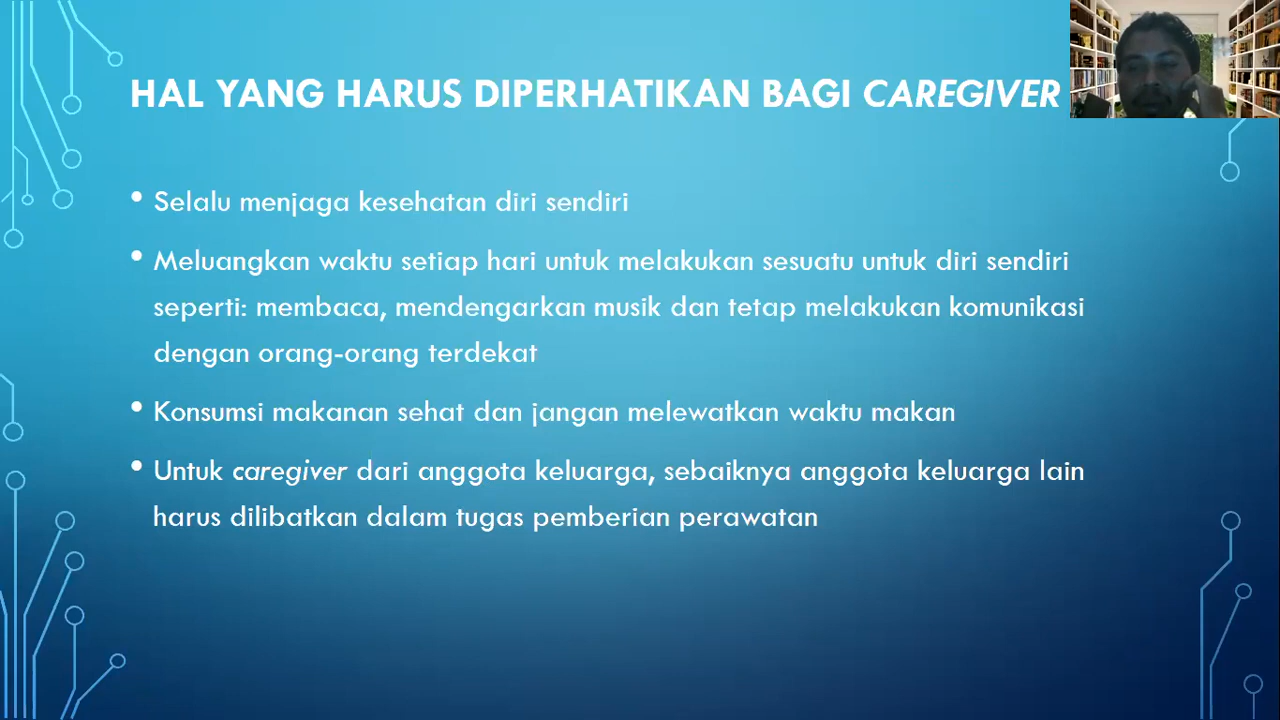 HAL YANG HARUS DIPERHATIKAN BAGI CAREGIVER
• Selalu menjaga kesehatan diri sendiri
• Meluangkan waktu setiap hari untuk melakukan sesuatu untuk diri sendiri
seperti: membaca, mendengarkan musik dan tetap melakukan komunikasi
dengan orang-orang terdekat
• Konsumsi makanan sehat dan jangan melewatkan waktu makan
• Untuk caregiver dari anggota keluarga, sebaiknya anggota keluarga lain
harus dilibatkan dalam tugas pemberian perawatan